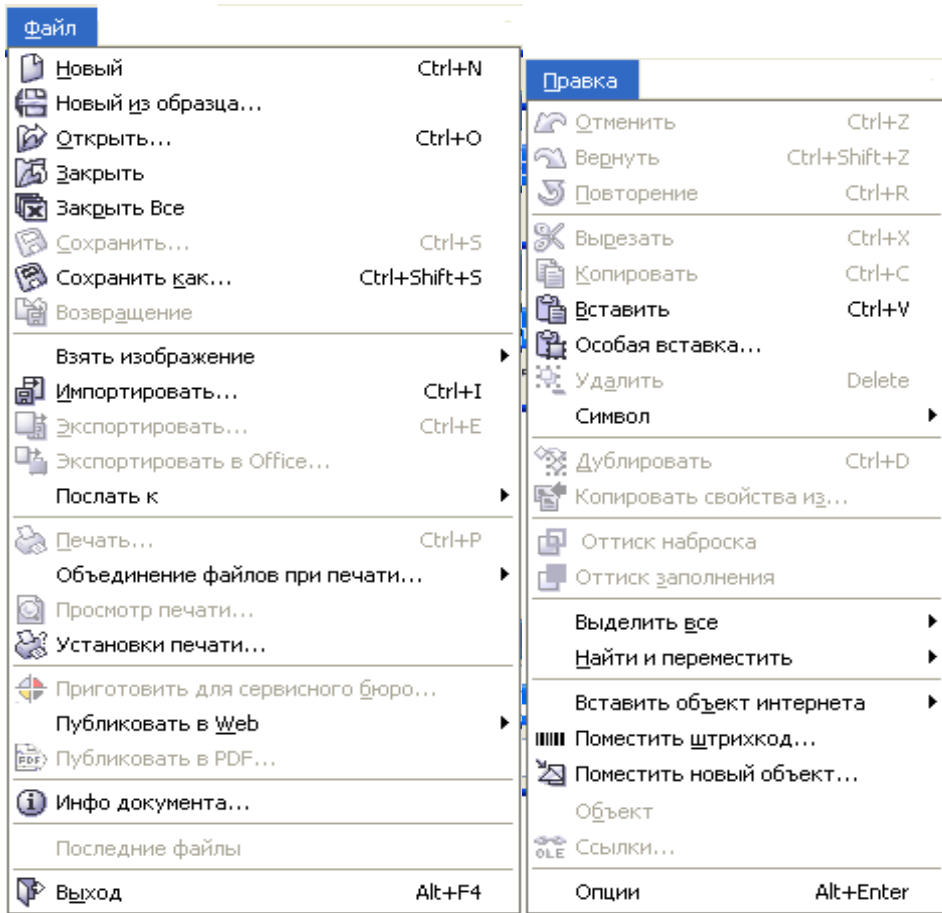 Файл
Новый Ctrl+N
Новый из образца...
Открыть... Ctrl+O
Закрыть
Закрыть Все
Сохранить... Ctrl+S
Сохранить как... Ctrl+Shift+S
Возвращение
Взять изображение
Импортировать... Ctrl+I
Экспортировать... Ctrl+E
Экспортировать в Office...
Послать к
Печать... Ctrl+P
Объединение файлов при печати...
Просмотр печати...
Установки печати...
Приготовить для сервисного бюро...
Публиковать в Web
PDF Публиковать в PDF...
Инфо документа...
Последние файлы
Выход Alt+F4
Правка
Отменить Ctrl+Z
Вернуть Ctrl+Shift+Z
Повторение Ctrl+R
Вырезать Ctrl+X
Копировать Ctrl+C
Вставить Ctrl+V
Особая вставка...
Удалить Delete
Символ
Дублировать Ctrl+D
Копировать свойства из...
Оттиск наброска
Оттиск заполнения
Выделить все
Найти и переместить
Вставить объект интернета
Поместить штрихкод...
Поместить новый объект...
Объект
OLE Ссылки...
Опции Alt+Enter